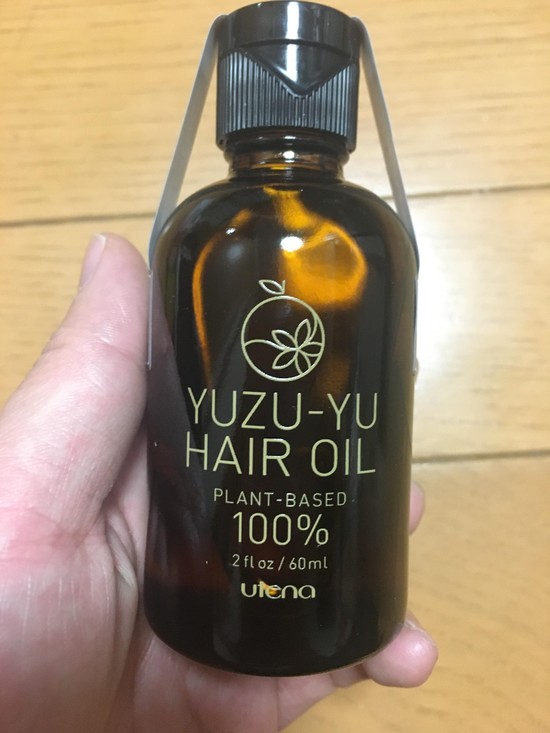 YUZU-YU
HAIR OIL
PLANT-BASED
100%
2 fl oz / 60ml
utena